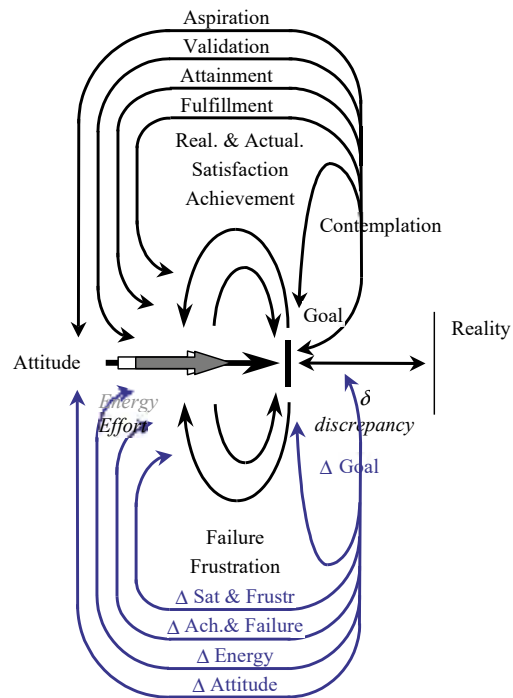 Aspiration
Validation
Attainment
Fulfillment
Real. & Actual.
Satisfaction
Achievement
Contemplation
Goal
Reality
Attitude
Energy
Effort
δ
discrepancy
Δ Goal
Failure
Frustration
Δ Sat & Frustr
Δ Ach.& Failure
Δ Energy
Δ Attitude